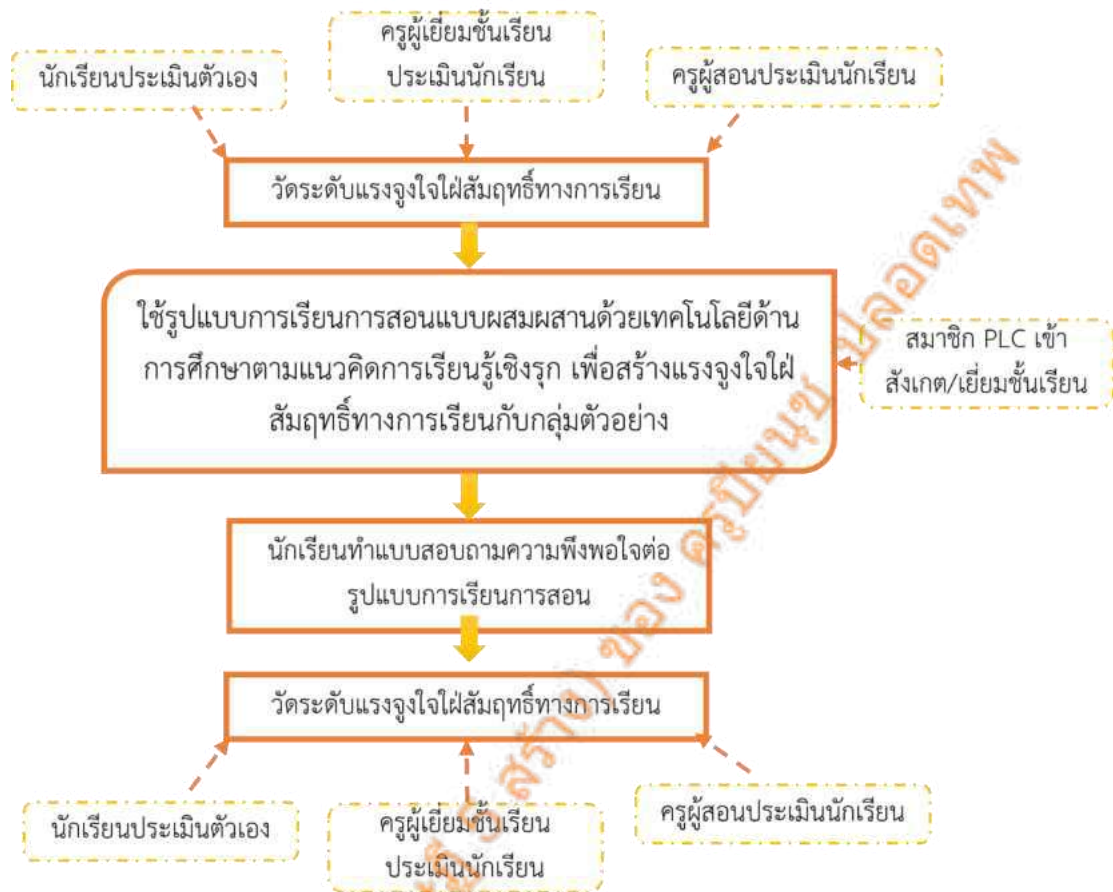 ครูผู้เยี่ยมชั้นเรียน
ประเมินนักเรียน
นักเรียนประเมินตัวเอง
ครูผู้สอนประเมินนักเรียน
วัดระดับแรงจูงใจใฝ่สัมฤทธิ์ทางการเรียน
ใช้รูปแบบการเรียนการสอนแบบผสมผสานด้วยเทคโนโลยีด้าน
การศึกษาตามแนวคิดการเรียนรู้เชิงรุก เพื่อสร้างแรงจูงใจใฝ่
สัมฤทธิ์ทางการเรียนกับกลุ่มตัวอย่าง
สมาชิก PLC เข้า
สังเกต/เยี่ยมชั้นเรียน
นักเรียนทำแบบสอบถามความพึงพอใจต่อ
รูปแบบการเรียนการสอน
วัดระดับแรงจูงใจใฝ่สัมฤทธิ์ทางการเรียน
นักเรียนประเมินตัวเอง
ครูผู้เยี่ยมชั้นเรียน
ประเมินนักเรียน
ครูผู้สอนประเมินนักเรียน
5 สร้าง) ของ ครูปิยนุช ปลอดเทพ